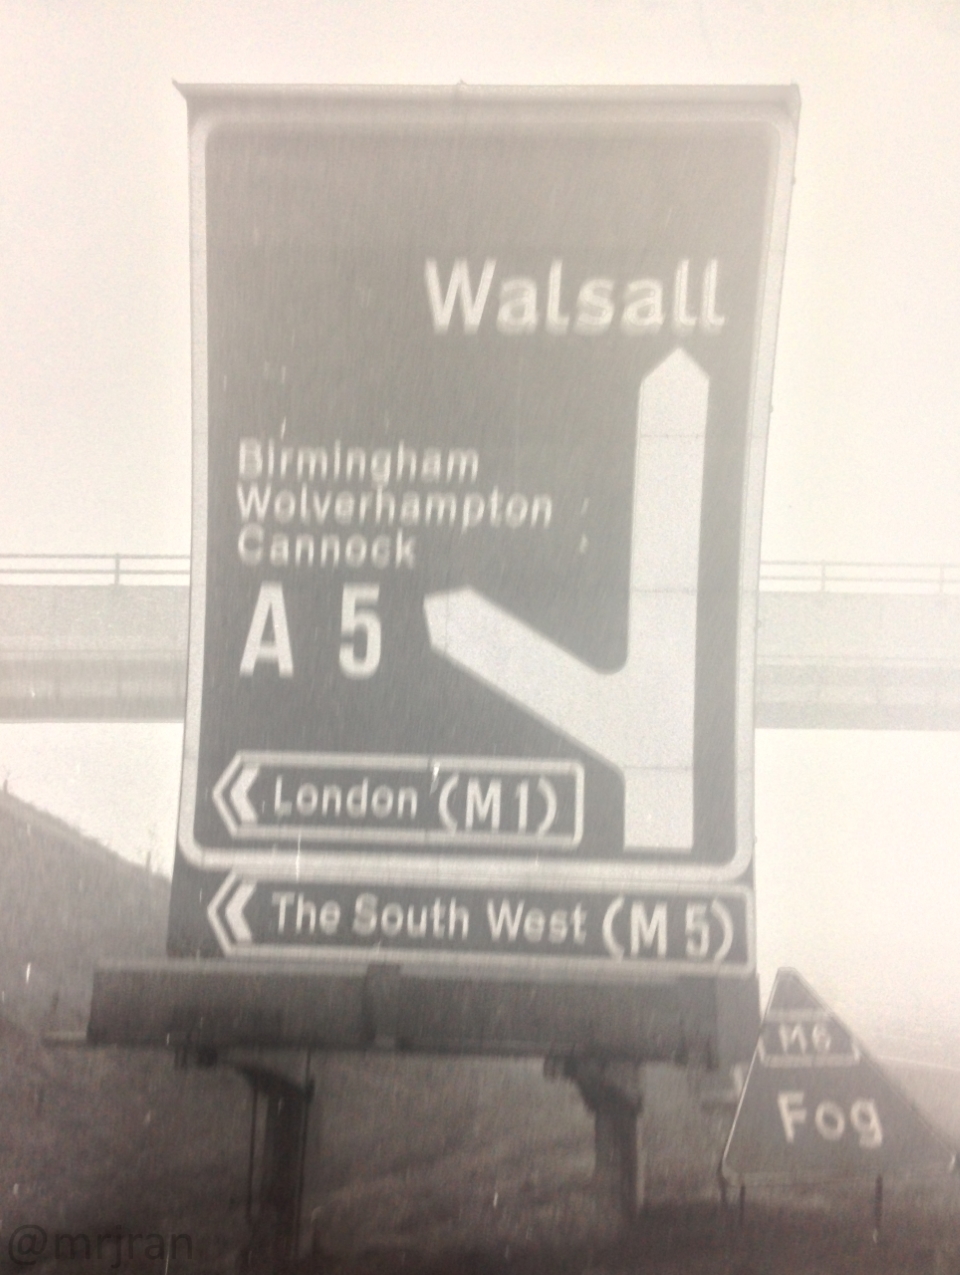 Walsall
Birmingham
Wolverhampton
Cannock
A 5
London (M1)
The South West (M 5)
M6
Fog
@mrjran